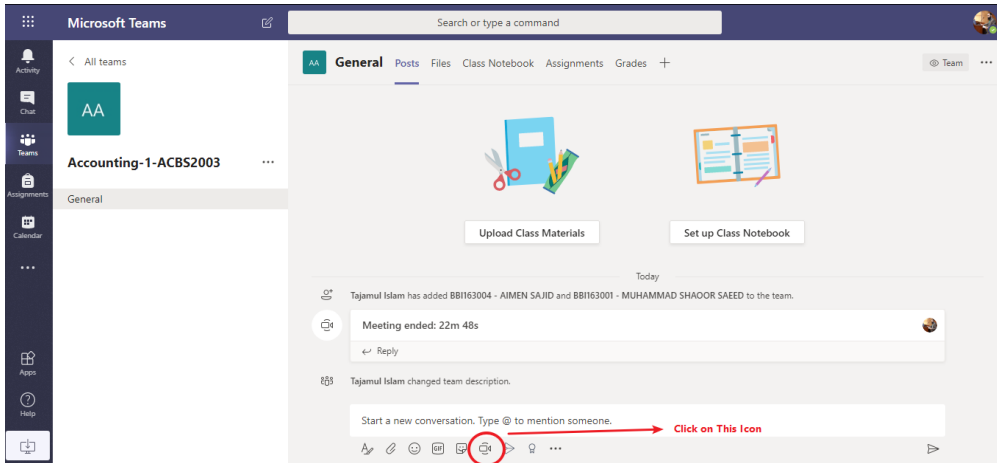 Microsoft Teams
Search or type a command
Activity
Chat
Teams
Assignments
Calendar
Apps
Help
All teams
AA
Accounting-1-ACBS2003
General
AA
General Posts Files Class Notebook Assignments Grades
Team
Upload Class Materials
Set up Class Notebook
Today
Tajamul Islam has added BBI163004 - AIMEN SAJID and BBI163001 - MUHAMMAD SHAOOR SAEED to the team.
Meeting ended: 22m 48s
Reply
Tajamul Islam changed team description.
Start a new conversation. Type @ to mention someone.
Click on This Icon
GIF